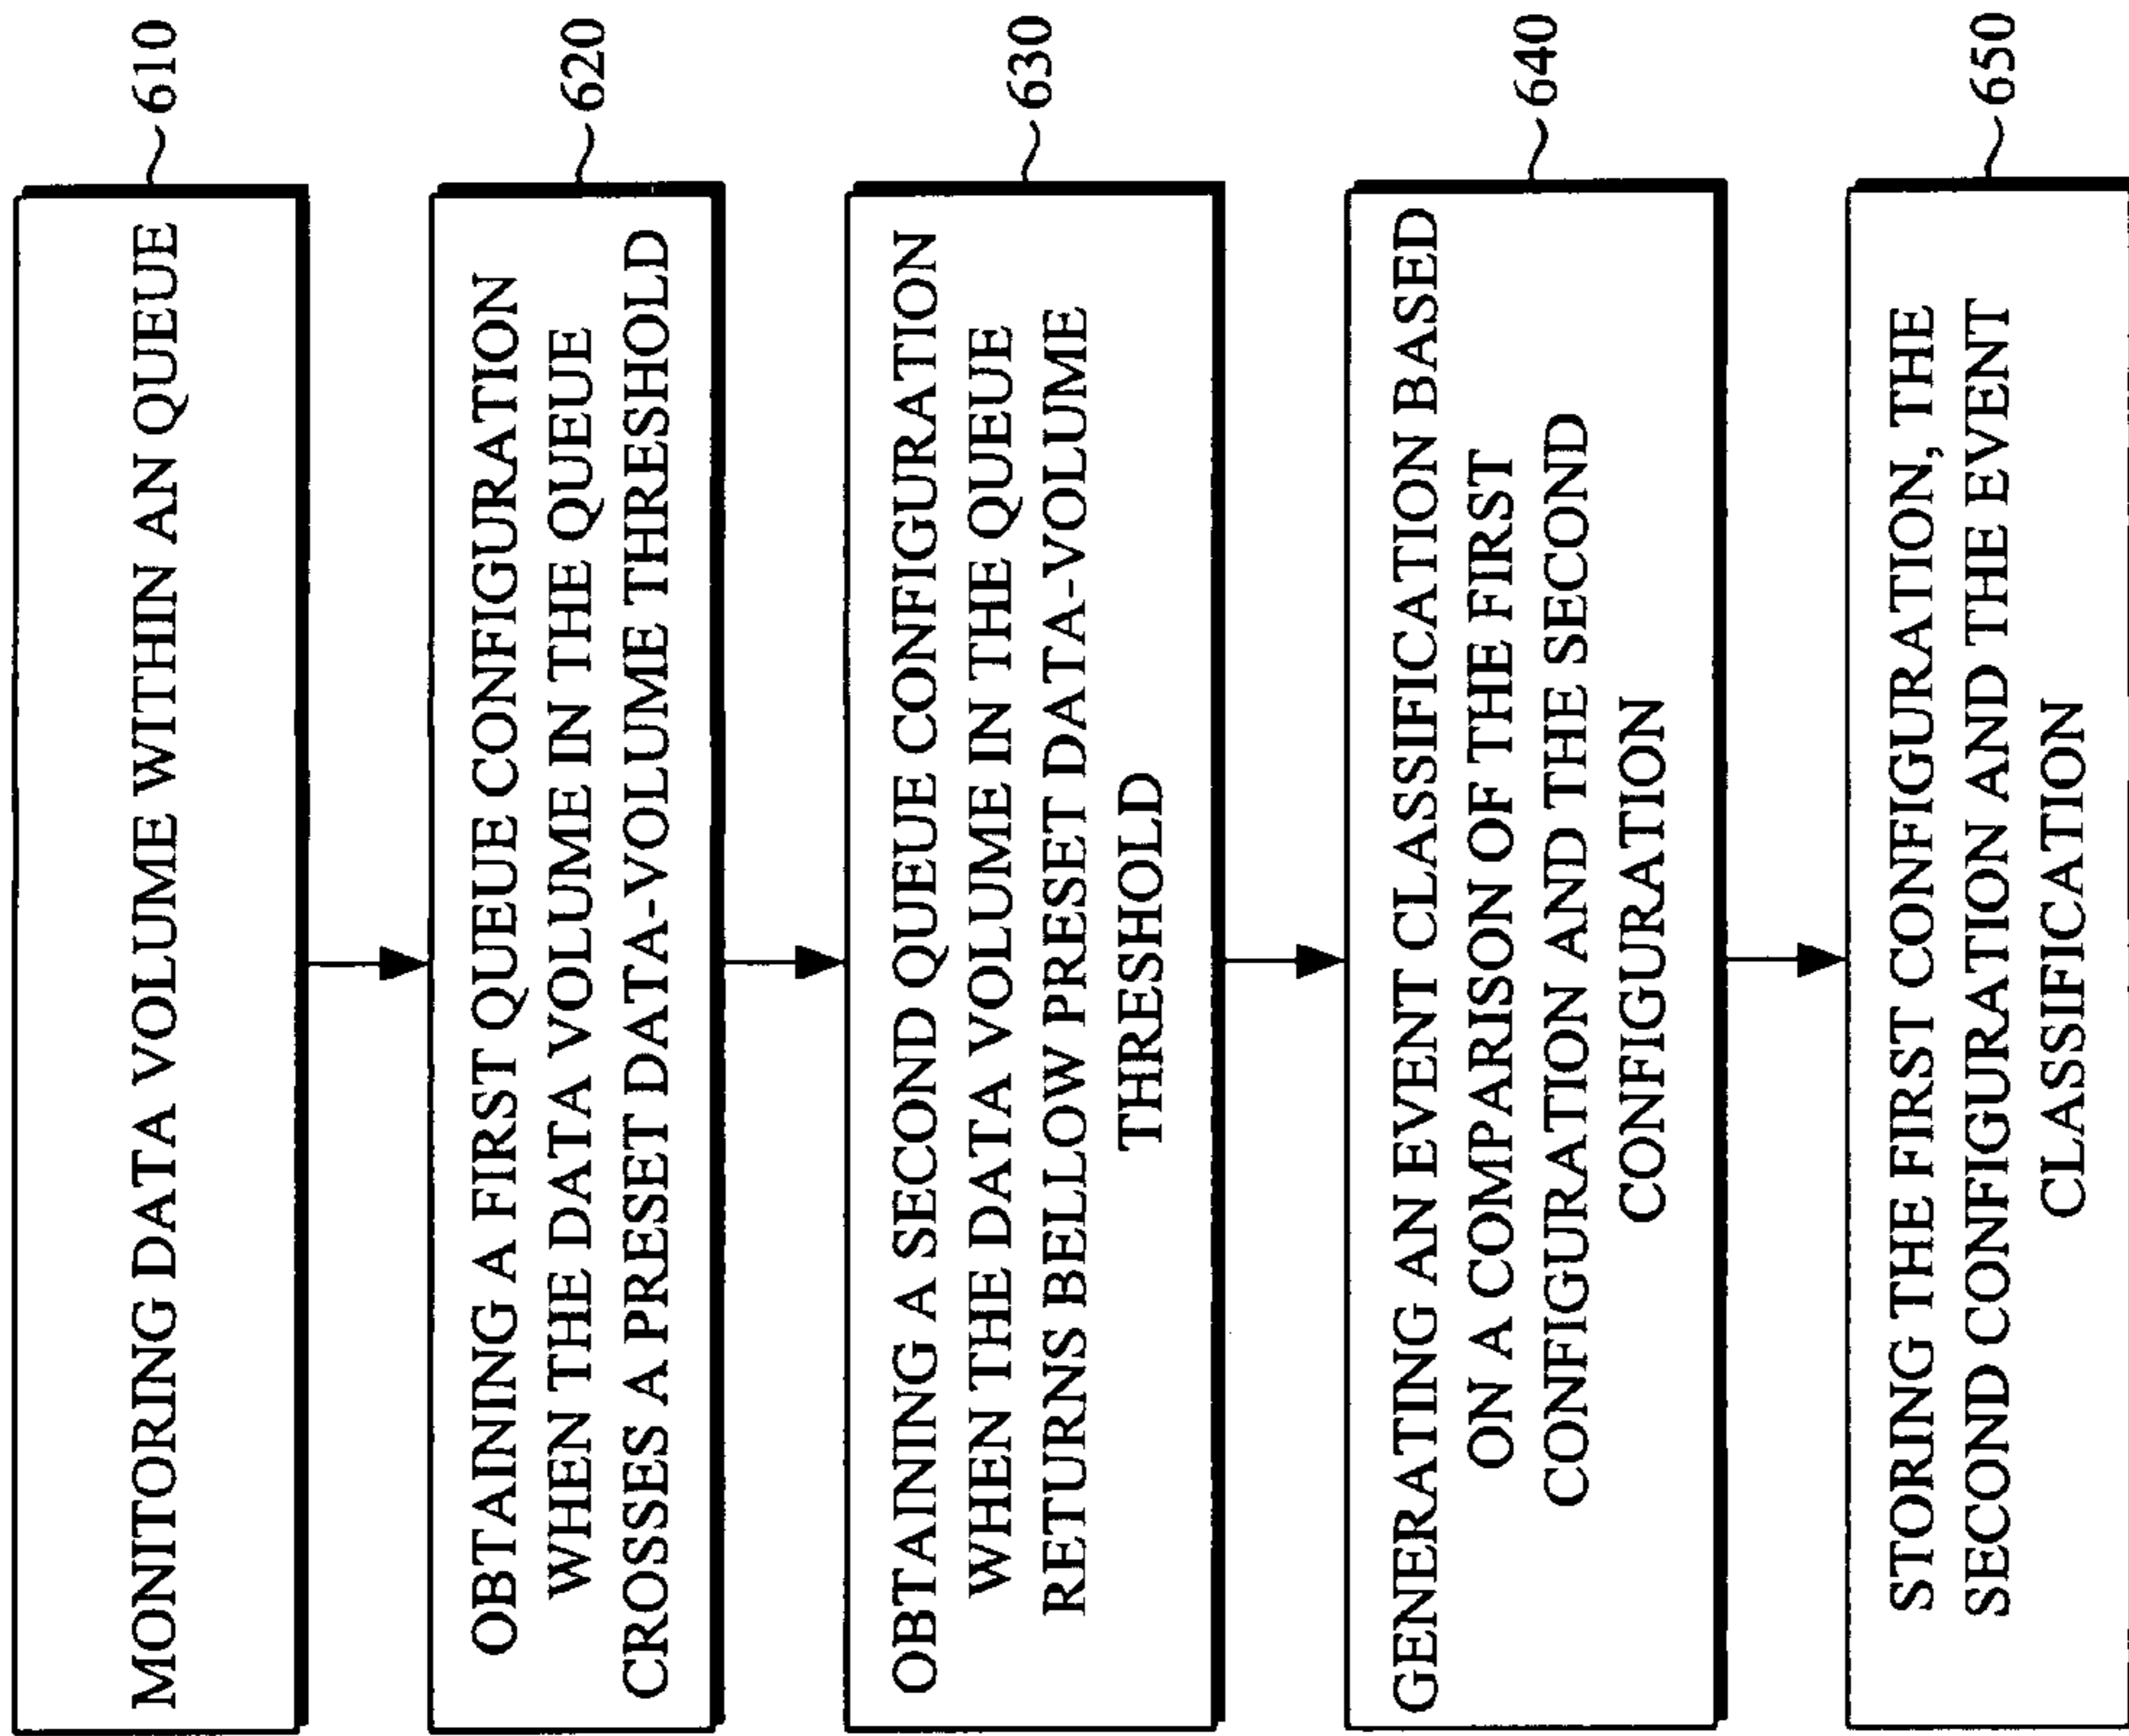 MONITORING DATA VOLUME WITHIN AN QUEUE
610
OBTAINING A FIRST QUEUE CONFIGURATION
WHEN THE DATA VOLUME IN THE QUEUE
CROSSES A PRESET DATA-VOLUME THRESHOLD
620
OBTAINING A SECOND QUEUE CONFIGURATION
WHEN THE DATA VOLUME IN THE QUEUE
RETURNS BELLOW PRESET DATA-VOLUME
THRESHOLD
630
GENERATING AN EVENT CLASSIFICATION BASED
ON A COMPARISON OF THE FIRST
CONFIGURATION AND THE SECOND
CONFIGURATION
640
STORING THE FIRST CONFIGURATION, THE
SECOND CONFIGURATION AND THE EVENT
CLASSIFICATION
650